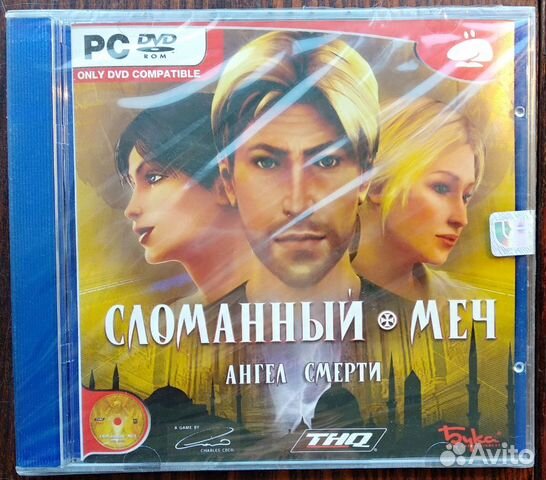 PC DVD
ROM
ONLY DVD COMPATIBLE
СЛОМАННЫЙ МЕЧ
АНГЕЛ СМЕРТИ
A GAME BY
CHARLES CECIL
THQ
Бука
Avito